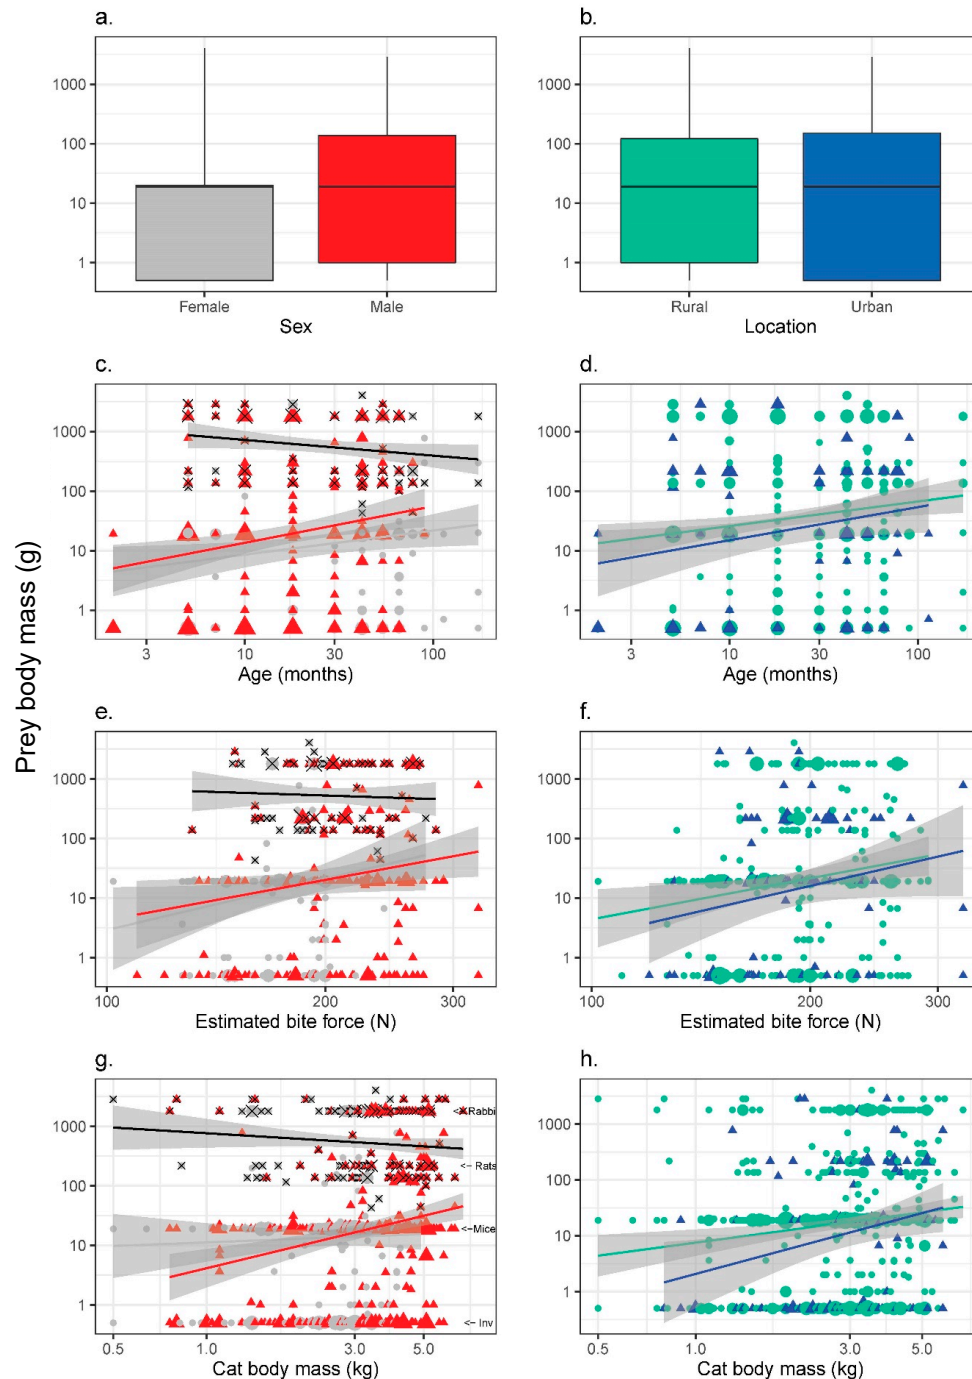 a.
b.
1000
100
10
1
1000
100
10
1
Female
Male
Rural
Urban
Sex
Location
c.
d.
1000
100
10
1
1000
100
10
1
3
10
30
100
3
10
30
100
Age (months)
Age (months)
Prey body mass (g)
e.
f.
1000
100
10
1
1000
100
10
1
100
200
300
100
200
300
Estimated bite force (N)
Estimated bite force (N)
g.
h.
1000
100
10
1
1000
100
10
1
<- Rabbi
<- Rats
<-Mice
<- Inv
0.5
1.0
3.0
5.0
0.5
1.0
3.0
5.0
Cat body mass (kg)
Cat body mass (kg)